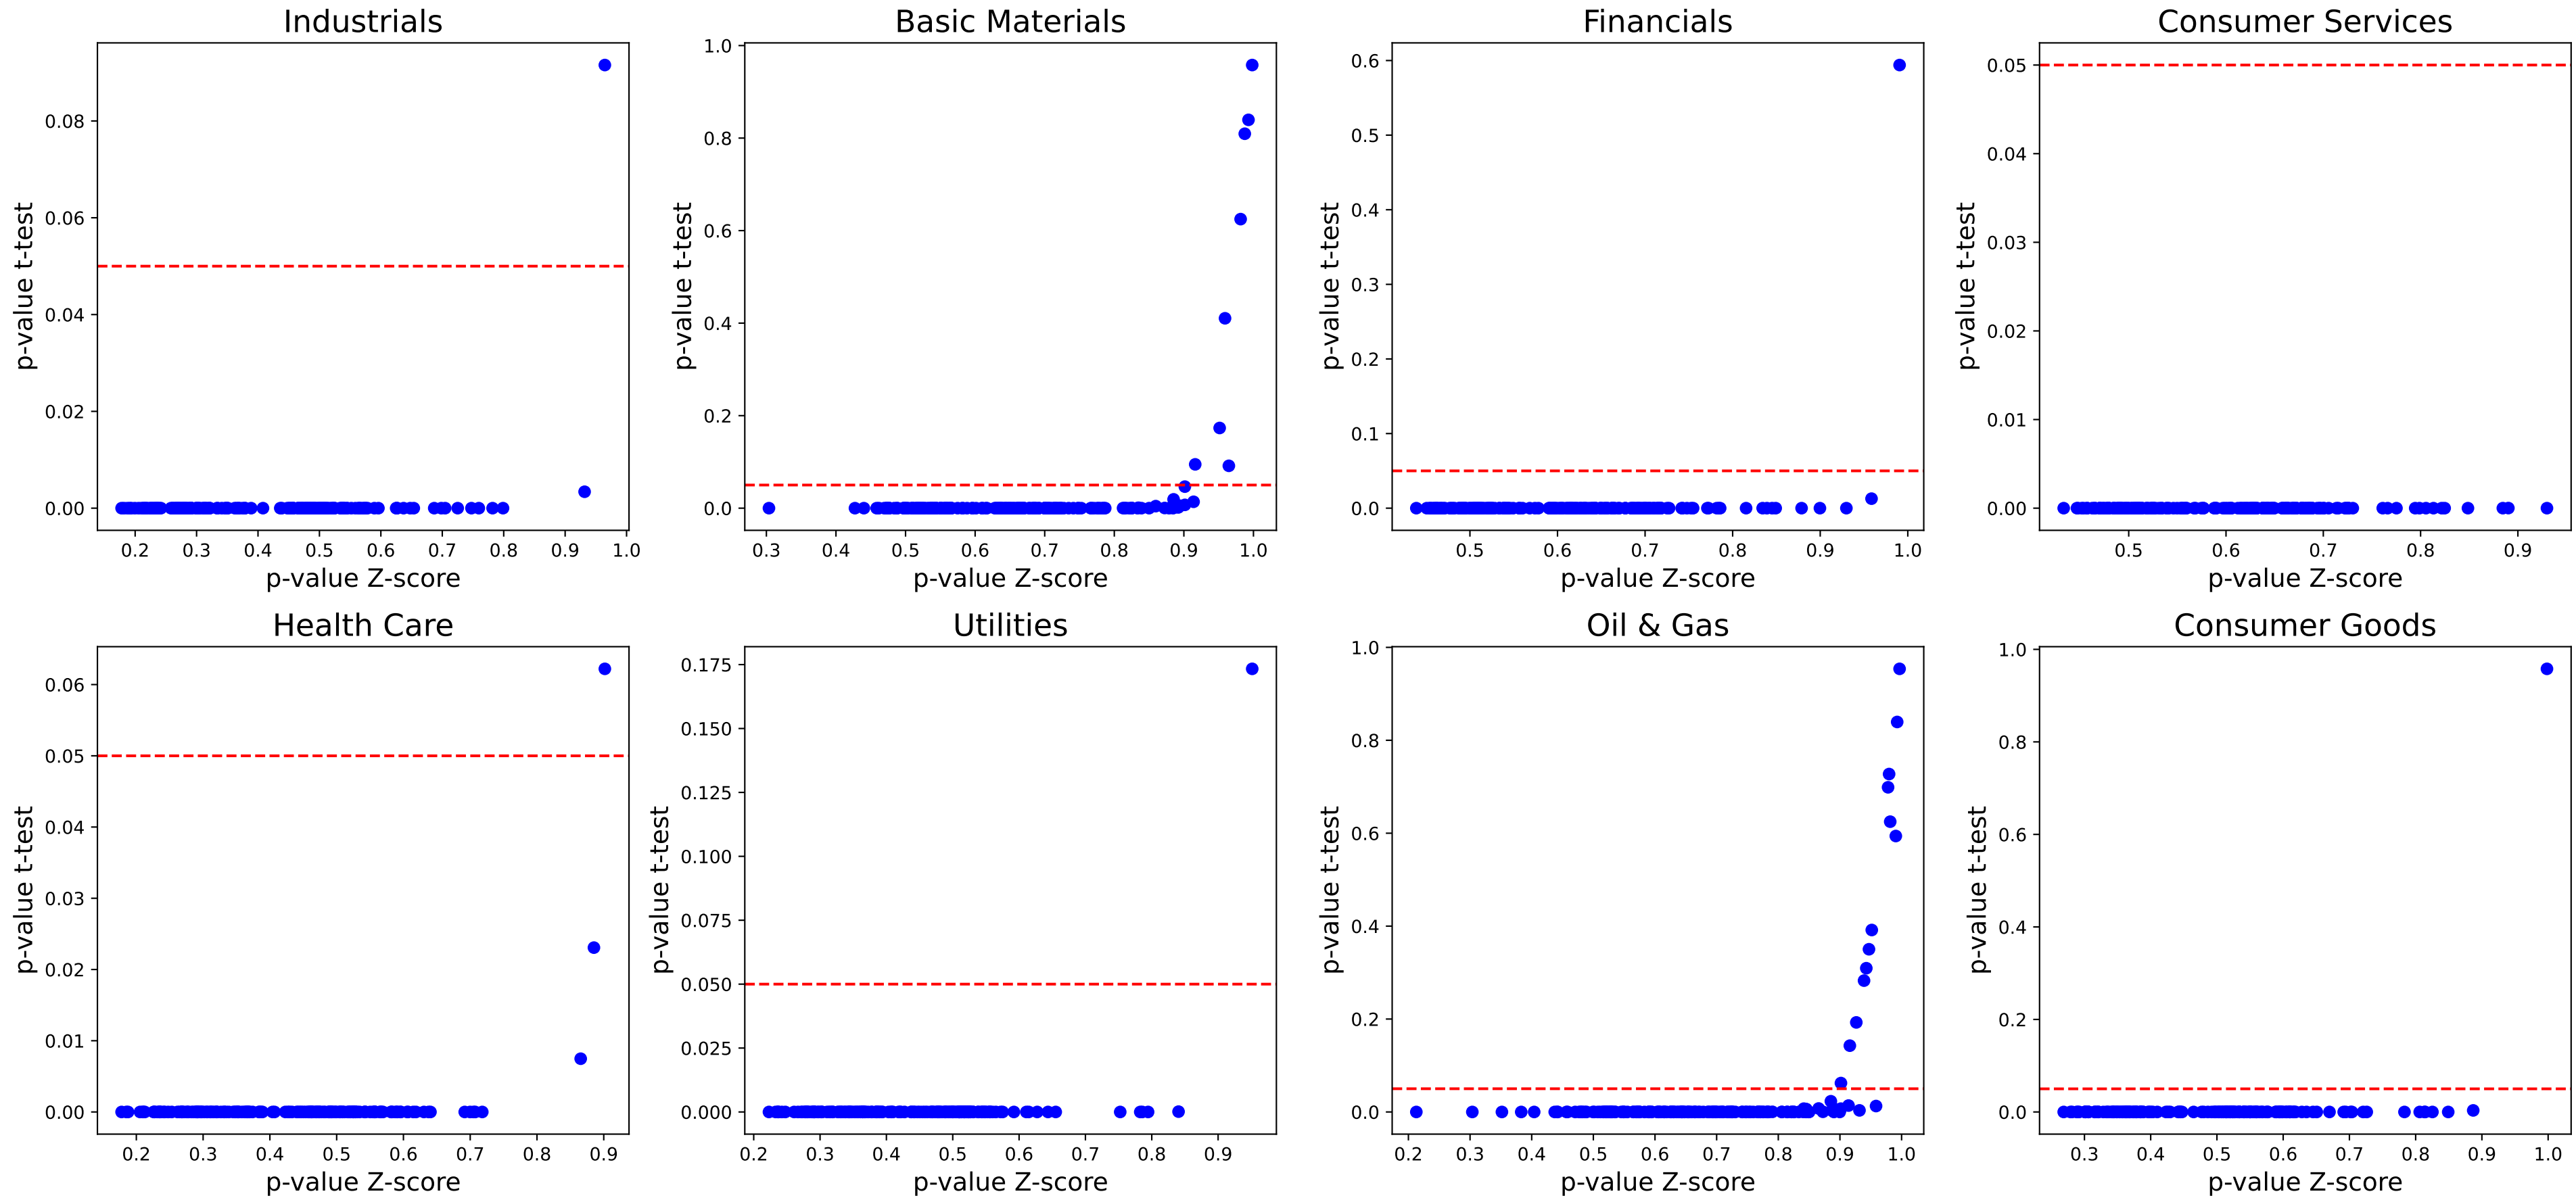 Industrials
p-value t-test
0.08
0.06
0.04
0.02
0.00
0.2 0.3 0.4 0.5 0.6 0.7 0.8 0.9 1.0
p-value Z-score
Basic Materials
p-value t-test
1.0
0.8
0.6
0.4
0.2
0.0
0.3 0.4 0.5 0.6 0.7 0.8 0.9 1.0
p-value Z-score
Financials
p-value t-test
0.6
0.5
0.4
0.3
0.2
0.1
0.0
0.5 0.6 0.7 0.8 0.9 1.0
p-value Z-score
Consumer Services
p-value t-test
0.05
0.04
0.03
0.02
0.01
0.00
0.5 0.6 0.7 0.8 0.9
p-value Z-score
Health Care
p-value t-test
0.06
0.05
0.04
0.03
0.02
0.01
0.00
0.2 0.3 0.4 0.5 0.6 0.7 0.8 0.9
p-value Z-score
Utilities
p-value t-test
0.175
0.150
0.125
0.100
0.075
0.050
0.025
0.000
0.2 0.3 0.4 0.5 0.6 0.7 0.8 0.9
p-value Z-score
Oil & Gas
p-value t-test
1.0
0.8
0.6
0.4
0.2
0.0
0.2 0.3 0.4 0.5 0.6 0.7 0.8 0.9 1.0
p-value Z-score
Consumer Goods
p-value t-test
1.0
0.8
0.6
0.4
0.2
0.0
0.3 0.4 0.5 0.6 0.7 0.8 0.9 1.0
p-value Z-score